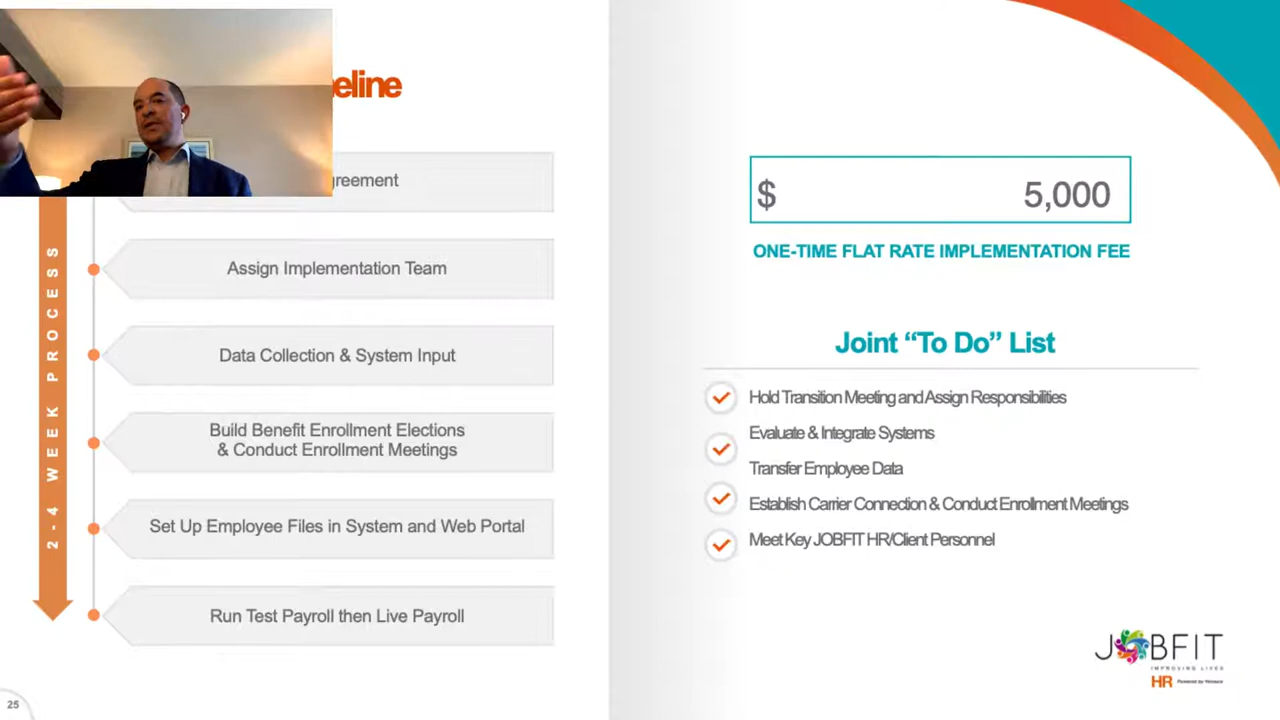 eline
greement
Assign Implementation Team
Data Collection & System Input
Build Benefit Enrollment Elections
& Conduct Enrollment Meetings
Set Up Employee Files in System and Web Portal
Run Test Payroll then Live Payroll
2-4 WEEK PROCESS
25
$ 5,000
ONE-TIME FLAT RATE IMPLEMENTATION FEE
Joint “To Do” List
Hold Transition Meeting and Assign Responsibilities
Evaluate & Integrate Systems
Transfer Employee Data
Establish Carrier Connection & Conduct Enrollment Meetings
Meet Key JOBFIT HR/Client Personnel
JOBFIT
IMPROVING LIVES
HR Powered by